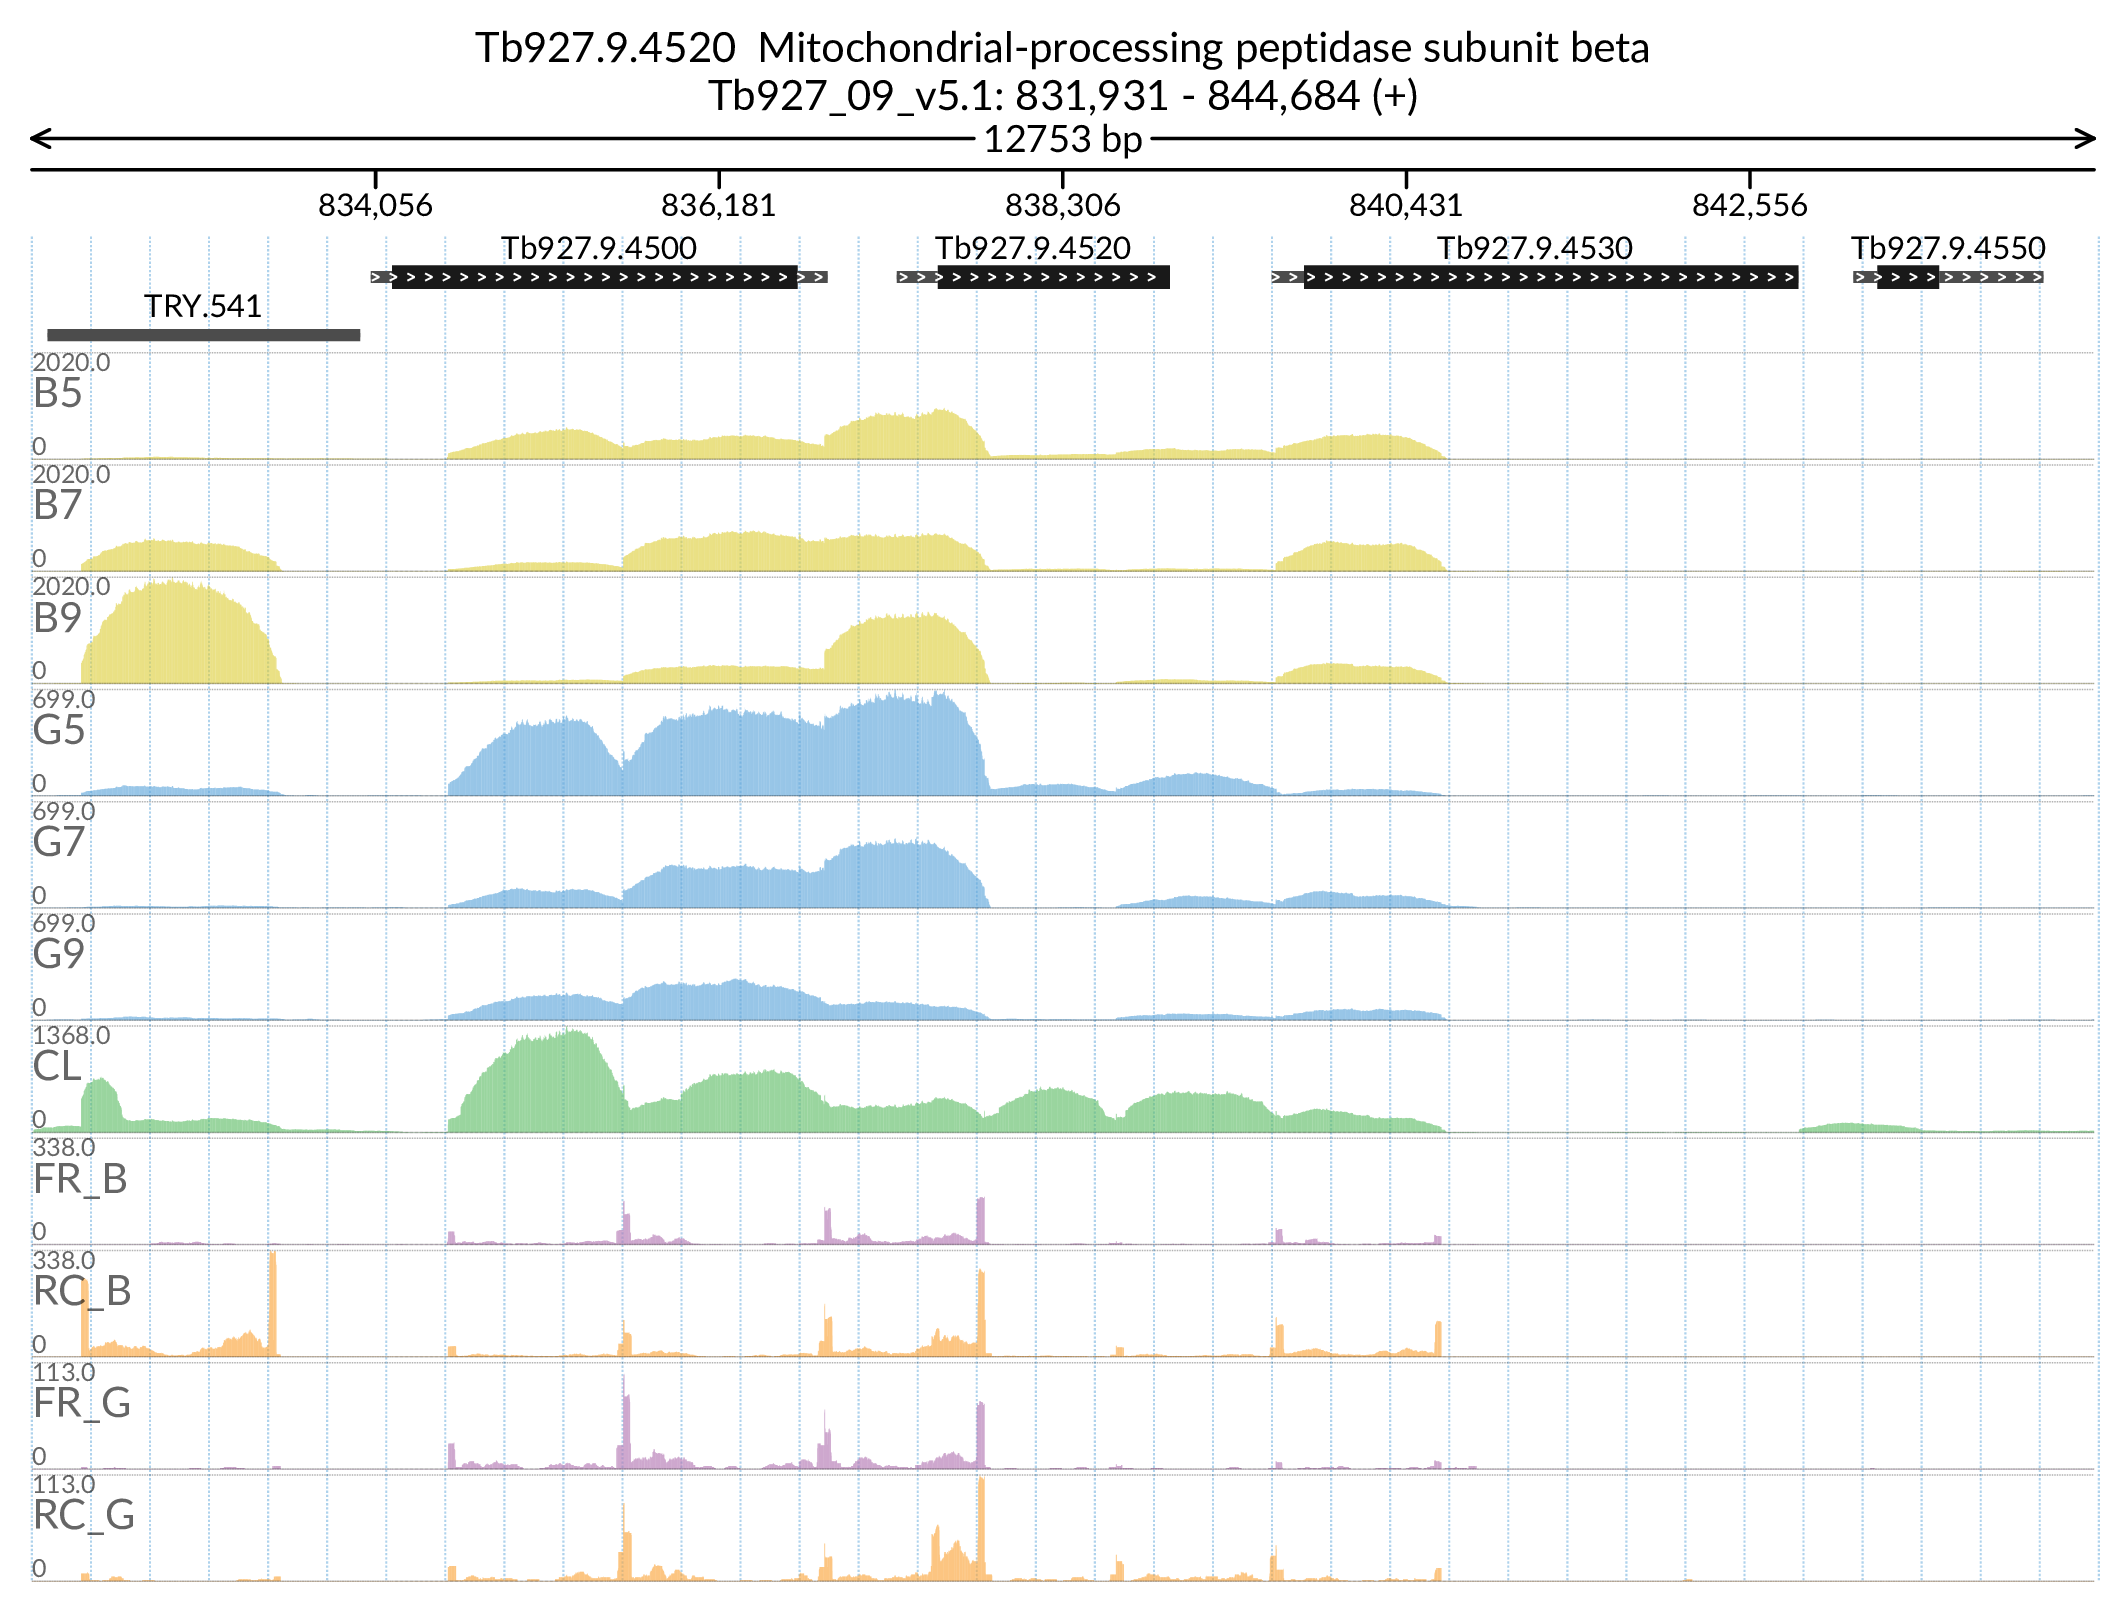 Tb927.9.4520  Mitochondrial-processing peptidase subunit beta
Tb927_09_v5.1: 831,931 - 844,684 (+)
12753 bp
834,056 836,181 838,306 840,431 842,556
Tb927.9.4500 Tb927.9.4520 Tb927.9.4530 Tb927.9.4550
TRY.541
2020.0
B5
0
2020.0
B7
0
2020.0
B9
0
699.0
G5
0
699.0
G7
0
699.0
G9
0
1368.0
CL
0
338.0
FR_B
0
338.0
RC_B
0
113.0
FR_G
0
113.0
RC_G
0